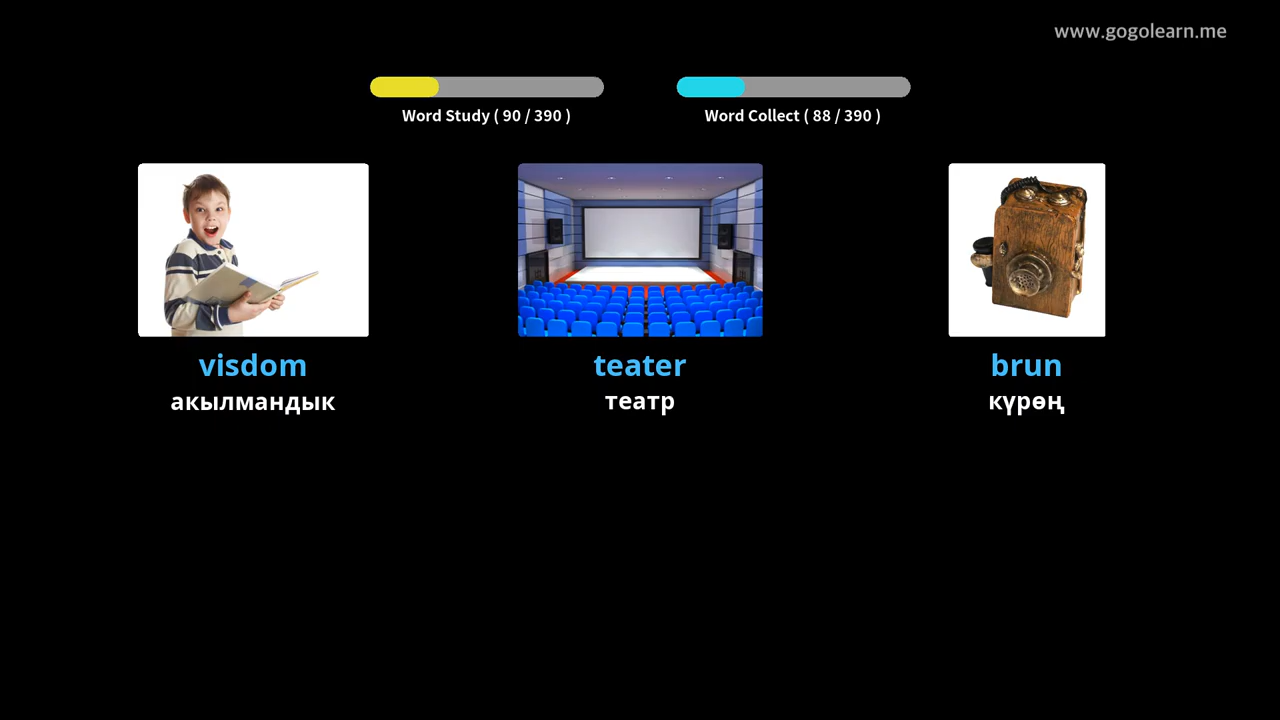 www.gogolearn.me
Word Study ( 90 / 390 )
Word Collect ( 88 / 390 )
visdom
акылмандык
teater
театр
brun
күрөң